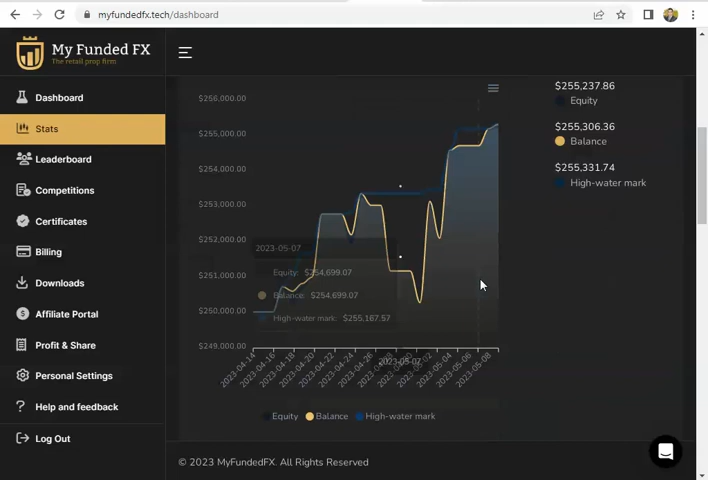 myfundedfx.tech/dashboard
My Funded FX
The retail prop firm
Dashboard
Stats
Leaderboard
Competitions
Certificates
Billing
Downloads
Affiliate Portal
Profit & Share
Personal Settings
Help and feedback
Log Out
$255,237.86
Equity
$255,306.36
Balance
$255,331.74
High-water mark
$256,000.00
$255,000.00
$254,000.00
$253,000.00
$252,000.00
$251,000.00
$250,000.00
$249,000.00
2023-05-07
Equity: $254,699.07
Balance: $254,699.07
High-water mark: $255,167.57
2023-04-14
2023-04-16
2023-04-18
2023-04-20
2023-04-22
2023-04-24
2023-04-26
2023-05-07
2023-05-02
2023-05-04
2023-05-06
2023-05-08
Equity Balance High-water mark
© 2023 MyFundedFX. All Rights Reserved